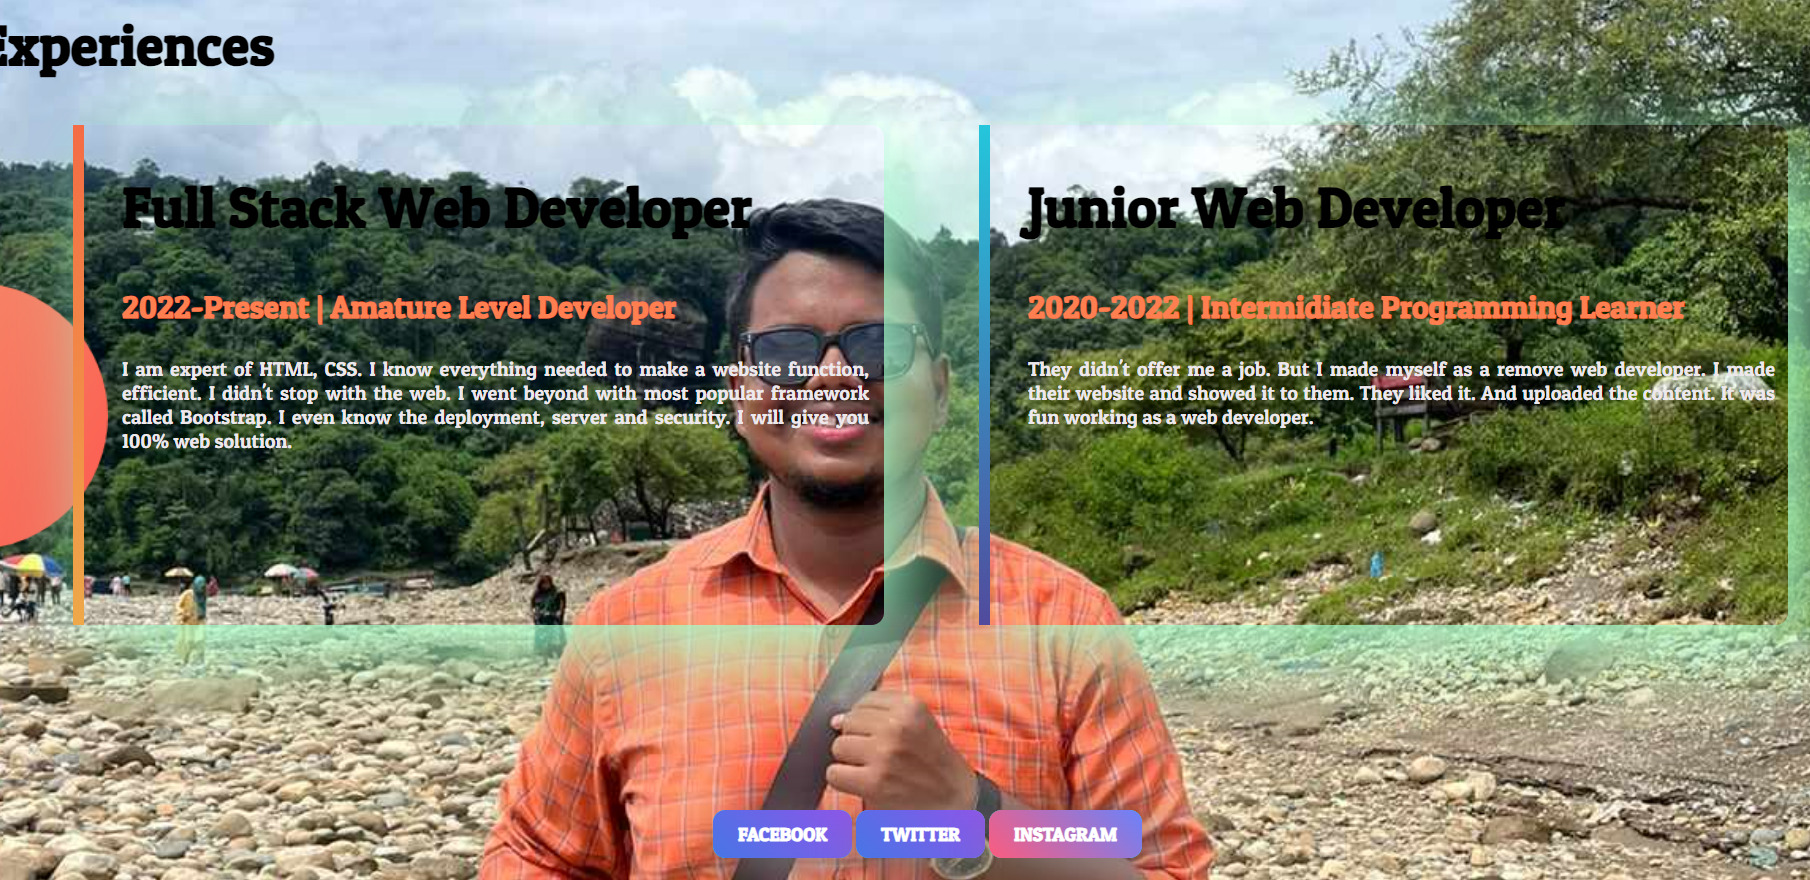 Experiences
Full Stack Web Developer
2022-Present | Amature Level Developer
I am expert of HTML, CSS. I know everything needed to make a website function,
efficient. I didn't stop with the web. I went beyond with most popular framework
called Bootstrap. I even know the deployment, server and security. I will give you
100% web solution.
Junior Web Developer
2020-2022 | Intermidiate Programming Learner
They didn't offer me a job. But I made myself as a remove web developer. I made
their website and showed it to them. They liked it. And uploaded the content. It was
fun working as a web developer.
FACEBOOK
TWITTER
INSTAGRAM